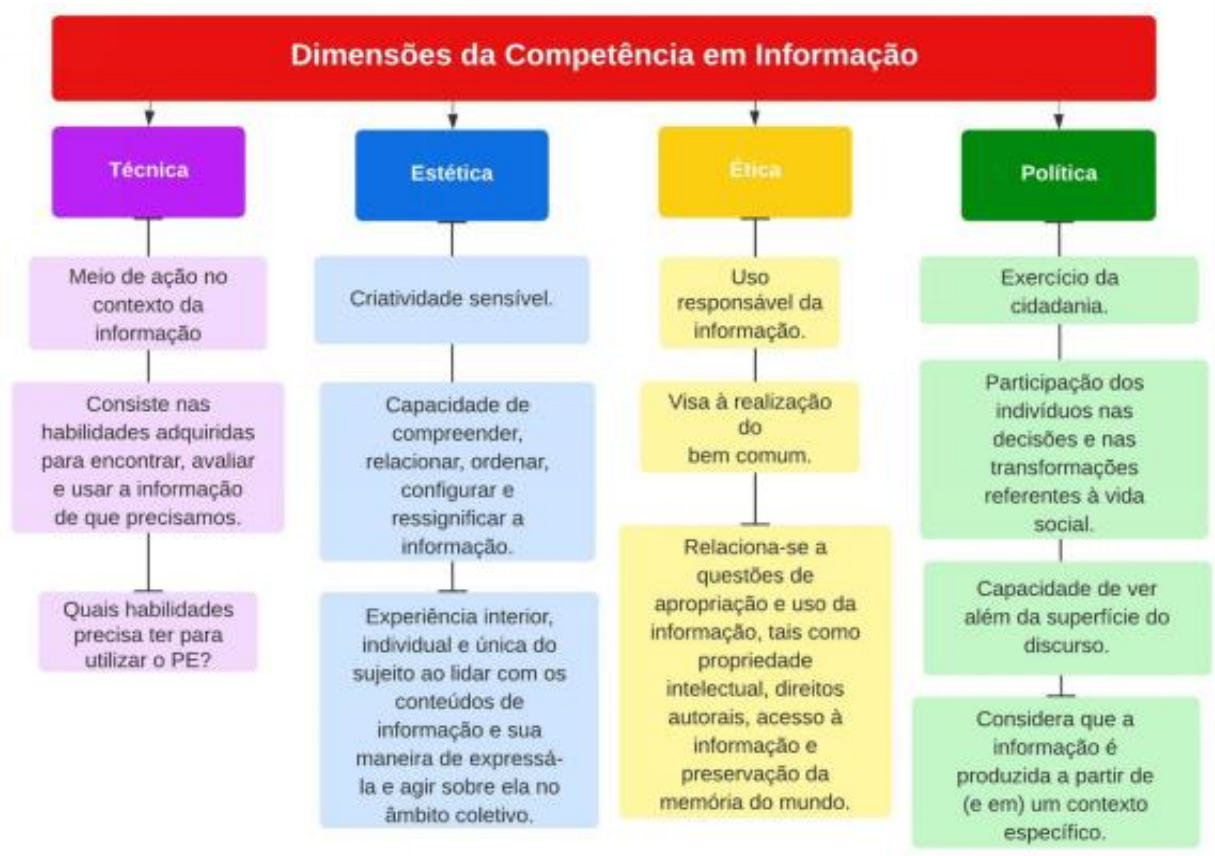 Dimensões da Competência em Informação
Técnica
Meio de ação no
contexto da
informação
Consiste nas
habilidades adquiridas
para encontrar, avaliar
e usar a informação
de que precisamos.
Quais habilidades
precisa ter para
utilizar o PE?
Estética
Criatividade sensível.
Capacidade de
compreender,
relacionar, ordenar,
configurar e
ressignificar a
informação.
Experiência interior,
individual e única do
sujeito ao lidar com os
conteúdos de
informação e sua
maneira de expressá-
la e agir sobre ela no
âmbito coletivo.
Ética
Uso
responsável da
informação.
Visa à realização
do
bem comum.
Relaciona-se a
questões de
apropriação e uso da
informação, tais como
propriedade
intelectual, direitos
autorais, acesso à
informação e
preservação da
memória do mundo.
Política
Exercício da
cidadania.
Participação dos
indivíduos nas
decisões e nas
transformações
referentes à vida
social.
Capacidade de ver
além da superfície do
discurso.
Considera que a
informação é
produzida a partir de
(e em) um contexto
específico.